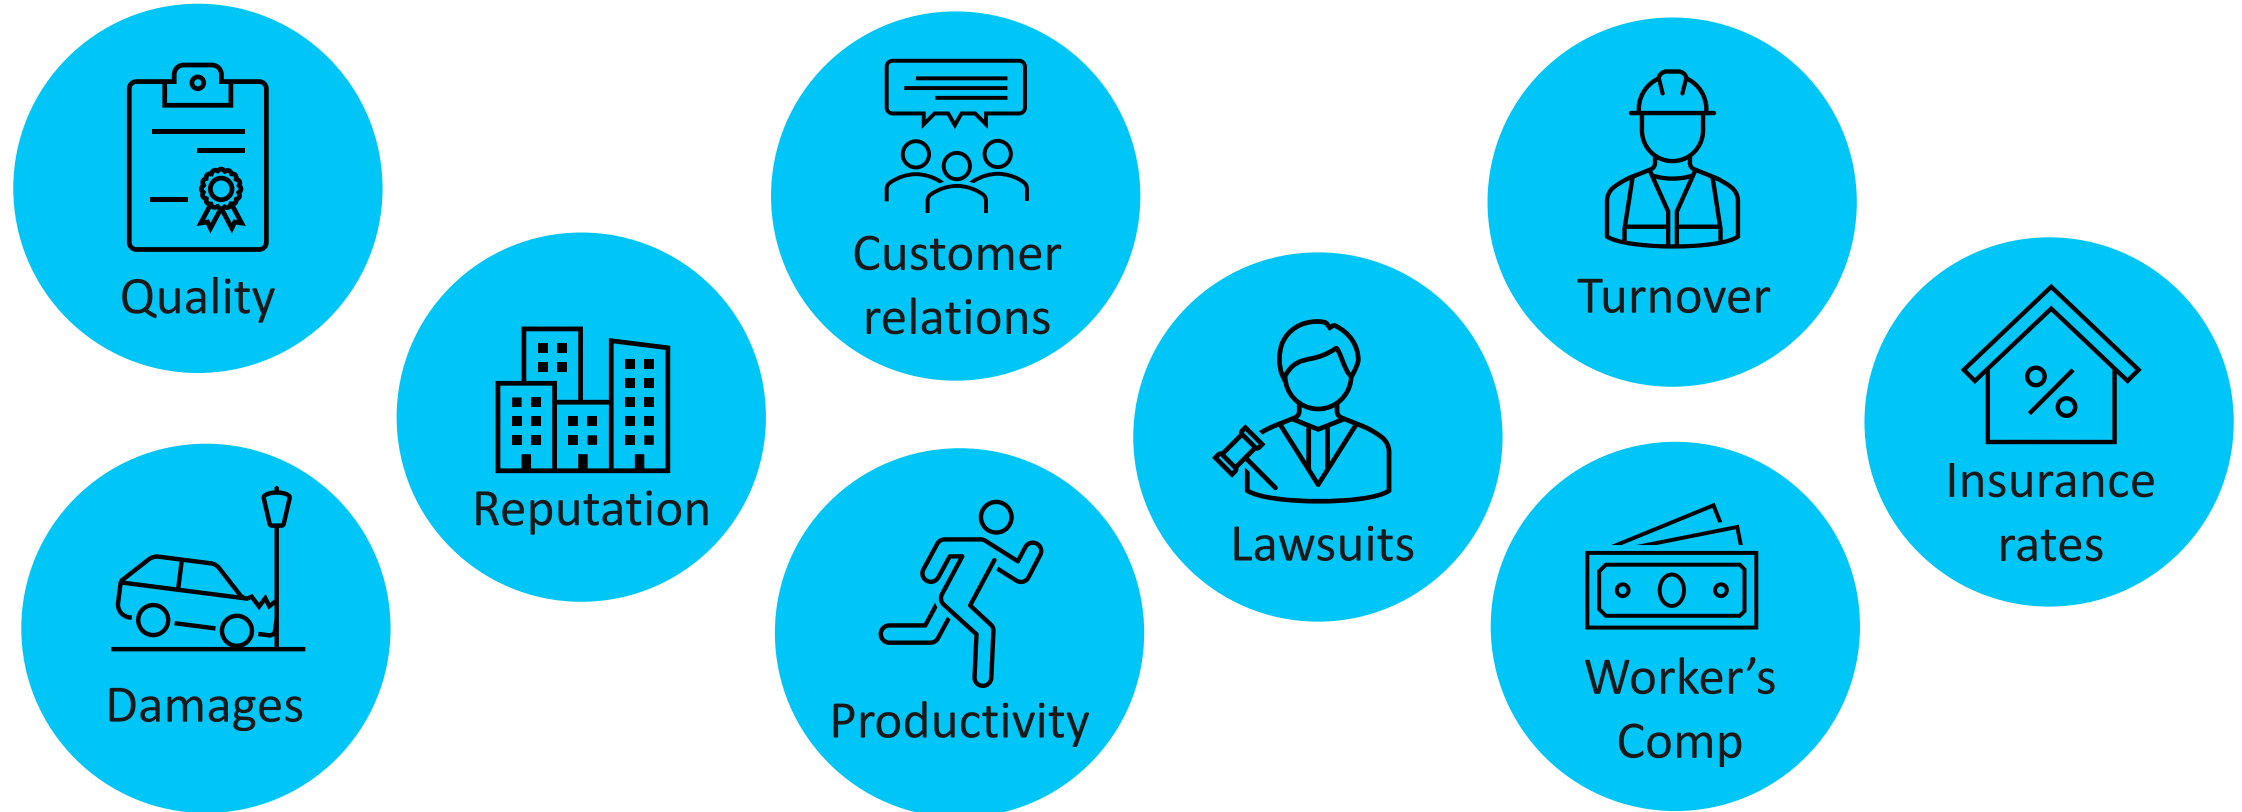 Quality
Customer
relations
Turnover
Reputation
Lawsuits
Insurance
rates
Damages
Productivity
Worker’s
Comp